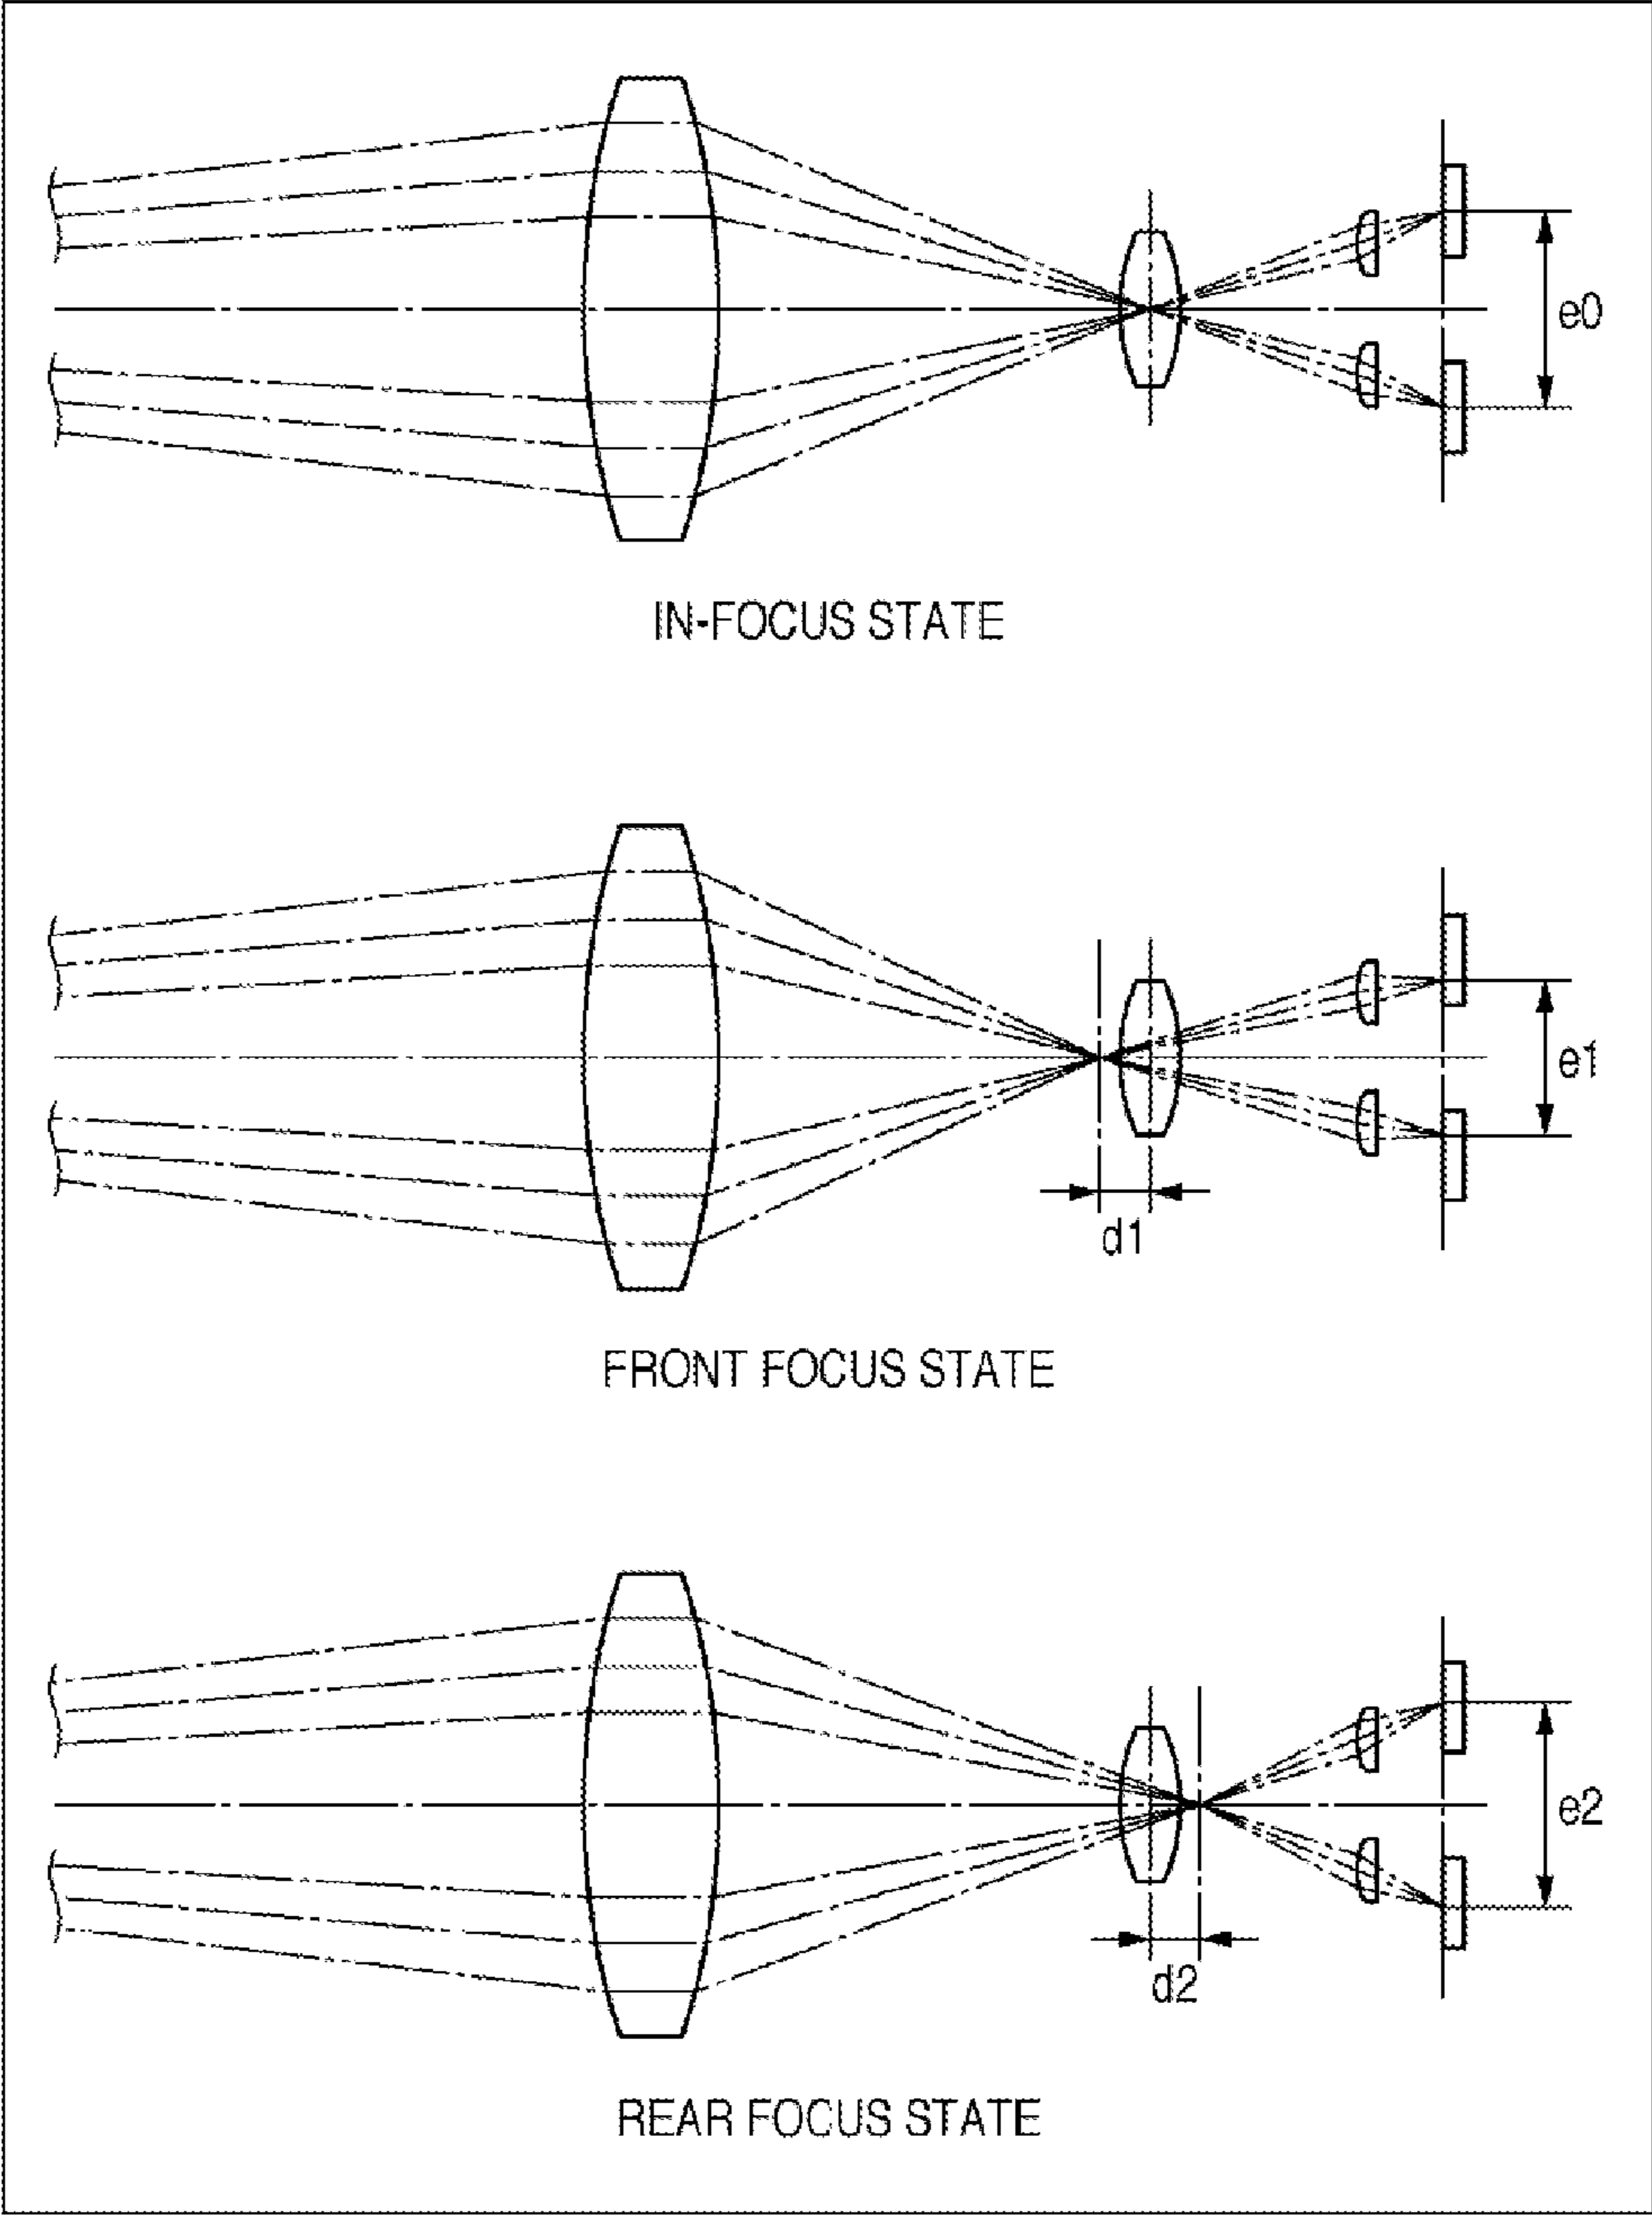 e0
IN-FOCUS STATE
e1
d1
FRONT FOCUS STATE
e2
d2
REAR FOCUS STATE